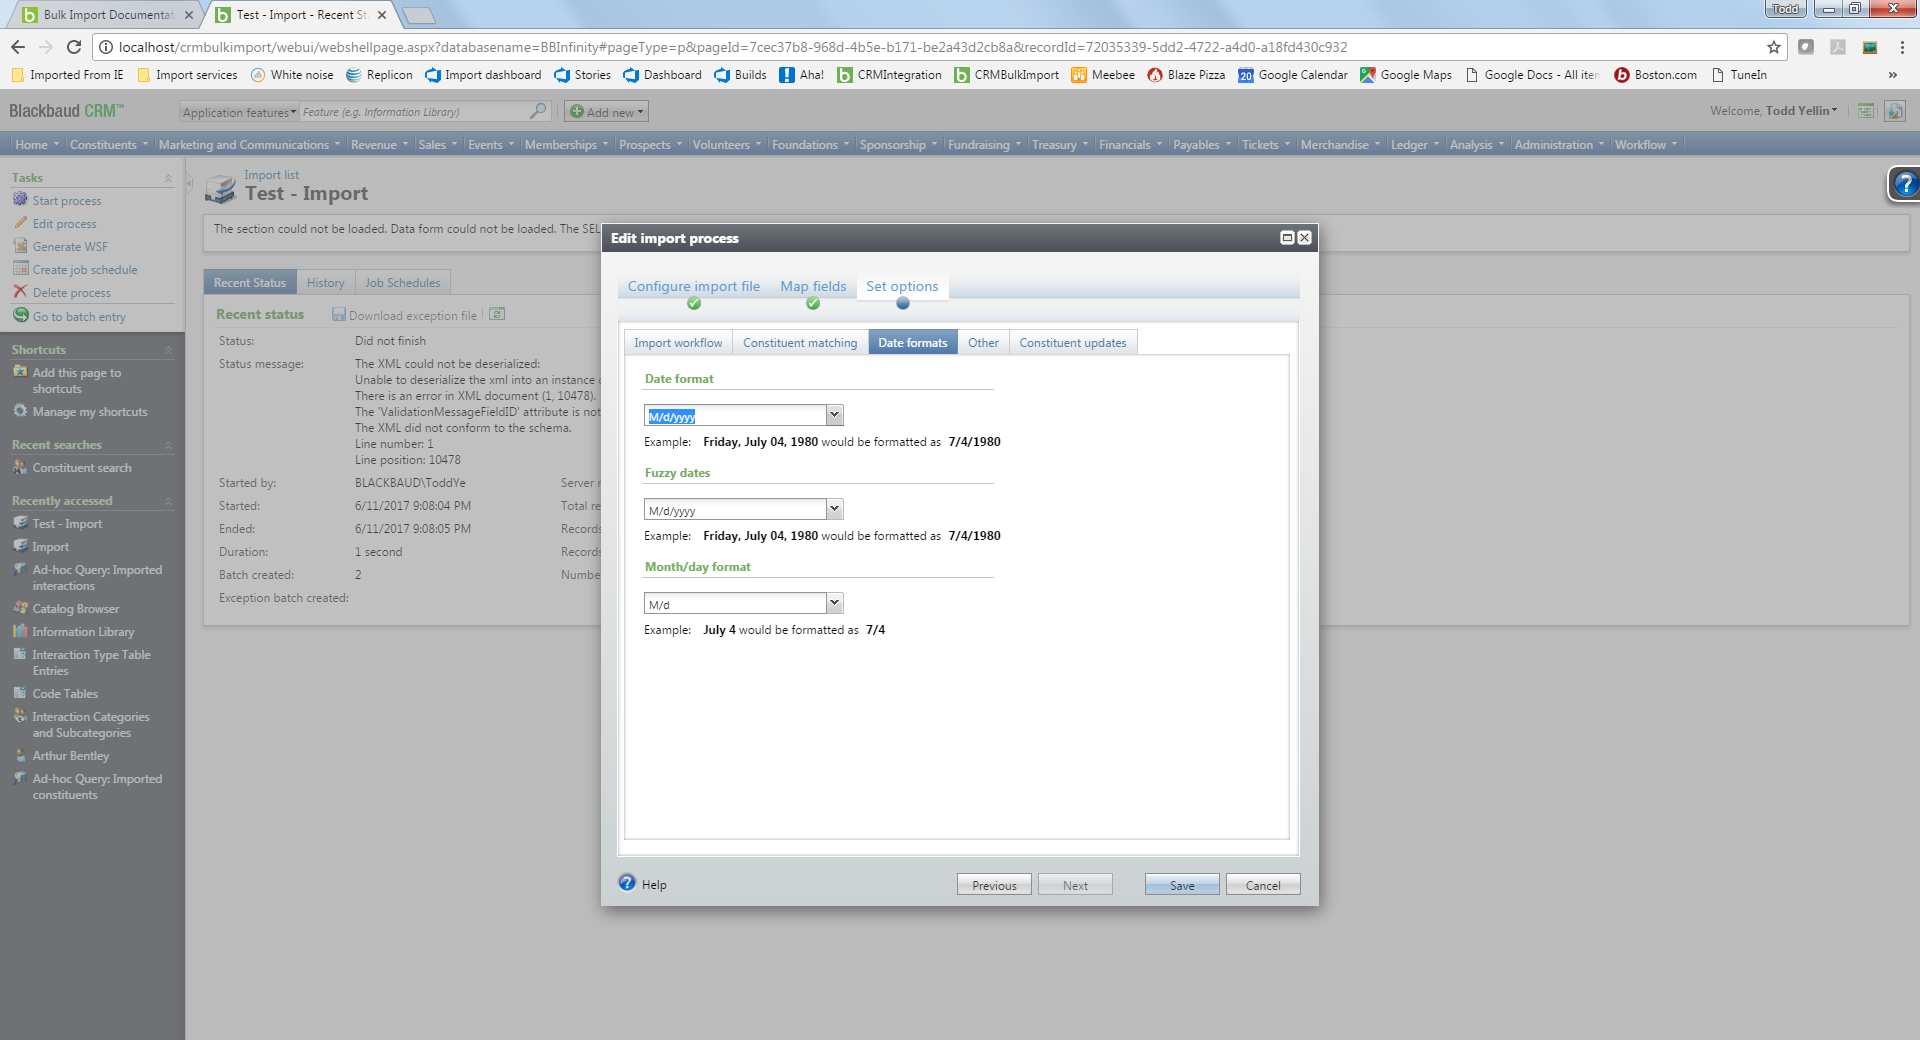 Bulk Import Documentat
Test - Import - Recent St
Todd
localhost/crmbulkimport/webui/webshellpage.aspx?databasename=BBInfinity#pageType=p&pageId=7cec37b8-968d-4b5e-b171-be2a43d2cb8a&recordId=72035339-5dd2-4722-a4d0-a18fd430c932
Imported From IE
Import services
White noise
Replicon
Import dashboard
Stories
Dashboard
Builds
Aha!
CRMIntegration
CRMBulkImport
Meebee
Blaze Pizza
Google Calendar
Google Maps
Google Docs - All iten
Boston.com
TuneIn
»
Blackbaud CRM™
Application features
Feature (e.g. Information Library)
Add new
Welcome, Todd Yellin
Home
Constituents
Marketing and Communications
Revenue
Sales
Events
Memberships
Prospects
Volunteers
Foundations
Sponsorship
Fundraising
Treasury
Financials
Payables
Tickets
Merchandise
Ledger
Analysis
Administration
Workflow
Tasks
Start process
Edit process
Generate WSF
Create job schedule
Delete process
Go to batch entry
Shortcuts
Add this page to
shortcuts
Manage my shortcuts
Recent searches
Constituent search
Recently accessed
Test - Import
Import
Ad-hoc Query: Imported
interactions
Catalog Browser
Information Library
Interaction Type Table
Entries
Code Tables
Interaction Categories
and Subcategories
Arthur Bentley
Ad-hoc Query: Imported
constituents
Import list
Test - Import
The section could not be loaded. Data form could not be loaded. The SEL
Recent Status
History
Job Schedules
Recent status
Download exception file
Status: Did not finish
Status message: The XML could not be deserialized:
Unable to deserialize the xml into an instance
There is an error in XML document (1, 10478).
The 'ValidationMessageFieldID' attribute is not
The XML did not conform to the schema.
Line number: 1
Line position: 10478
Started by: BLACKBAUD\ToddYe Server
Started: 6/11/2017 9:08:04 PM Total re
Ended: 6/11/2017 9:08:05 PM Records
Duration: 1 second Records
Batch created: 2 Numbe
Exception batch created:
Edit import process
Configure import file
Map fields
Set options
Import workflow
Constituent matching
Date formats
Other
Constituent updates
Date format
M/d/yyyy
Example: Friday, July 04, 1980 would be formatted as 7/4/1980
Fuzzy dates
M/d/yyyy
Example: Friday, July 04, 1980 would be formatted as 7/4/1980
Month/day format
M/d
Example: July 4 would be formatted as 7/4
Help
Previous
Next
Save
Cancel